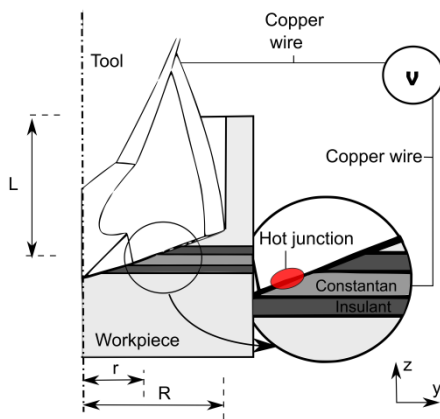 Copper
wire
Tool
V
Copper wire
L
Hot junction
Constantan
Insulant
Workpiece
r
R
z
y